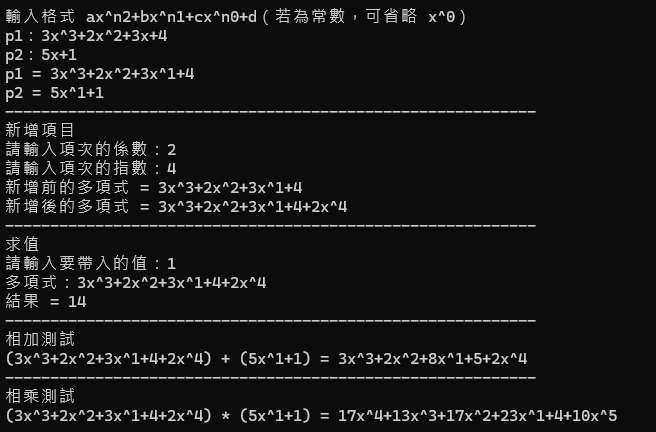 輸入格式 ax^n2+bx^n1+cx^n0+d（若為常數，可省略 x^0）
p1：3x^3+2x^2+3x+4
p2：5x+1
p1 = 3x^3+2x^2+3x^1+4
p2 = 5x^1+1
-----------------------------------------------------------
新增項目
請輸入項次的係數：2
請輸入項次的指數：4
新增前的多項式 = 3x^3+2x^2+3x^1+4
新增後的多項式 = 3x^3+2x^2+3x^1+4+2x^4
-----------------------------------------------------------
求值
請輸入要帶入的值：1
多項式：3x^3+2x^2+3x^1+4+2x^4
結果 = 14
-----------------------------------------------------------
相加測試
(3x^3+2x^2+3x^1+4+2x^4) + (5x^1+1) = 3x^3+2x^2+8x^1+5+2x^4
-----------------------------------------------------------
相乘測試
(3x^3+2x^2+3x^1+4+2x^4) * (5x^1+1) = 17x^4+13x^3+17x^2+23x^1+4+10x^5